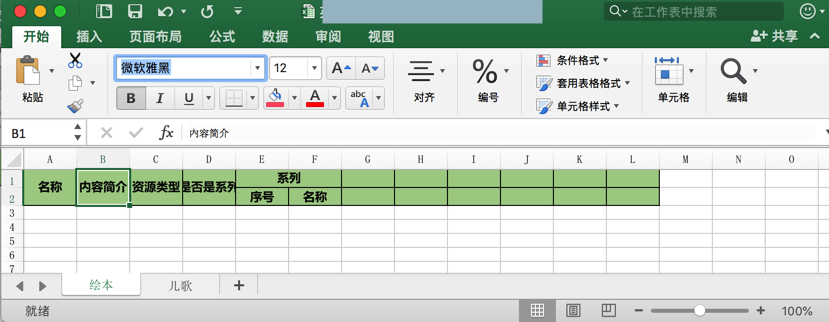 在工作表中搜索
开始 插入 页面布局 公式 数据 审阅 视图 共享
粘贴 微软雅黑 12 A A 对齐 % 编号 条件格式 套用表格格式 单元格样式 单元格 编辑
B I U A abc A
B1 fx 内容简介
A B C D E F G H I J K L M N O
1 名称 内容简介 资源类型 是否是系列 系列
2 序号 名称
3
4
5
6
7
绘本 儿歌 +
就绪 100%